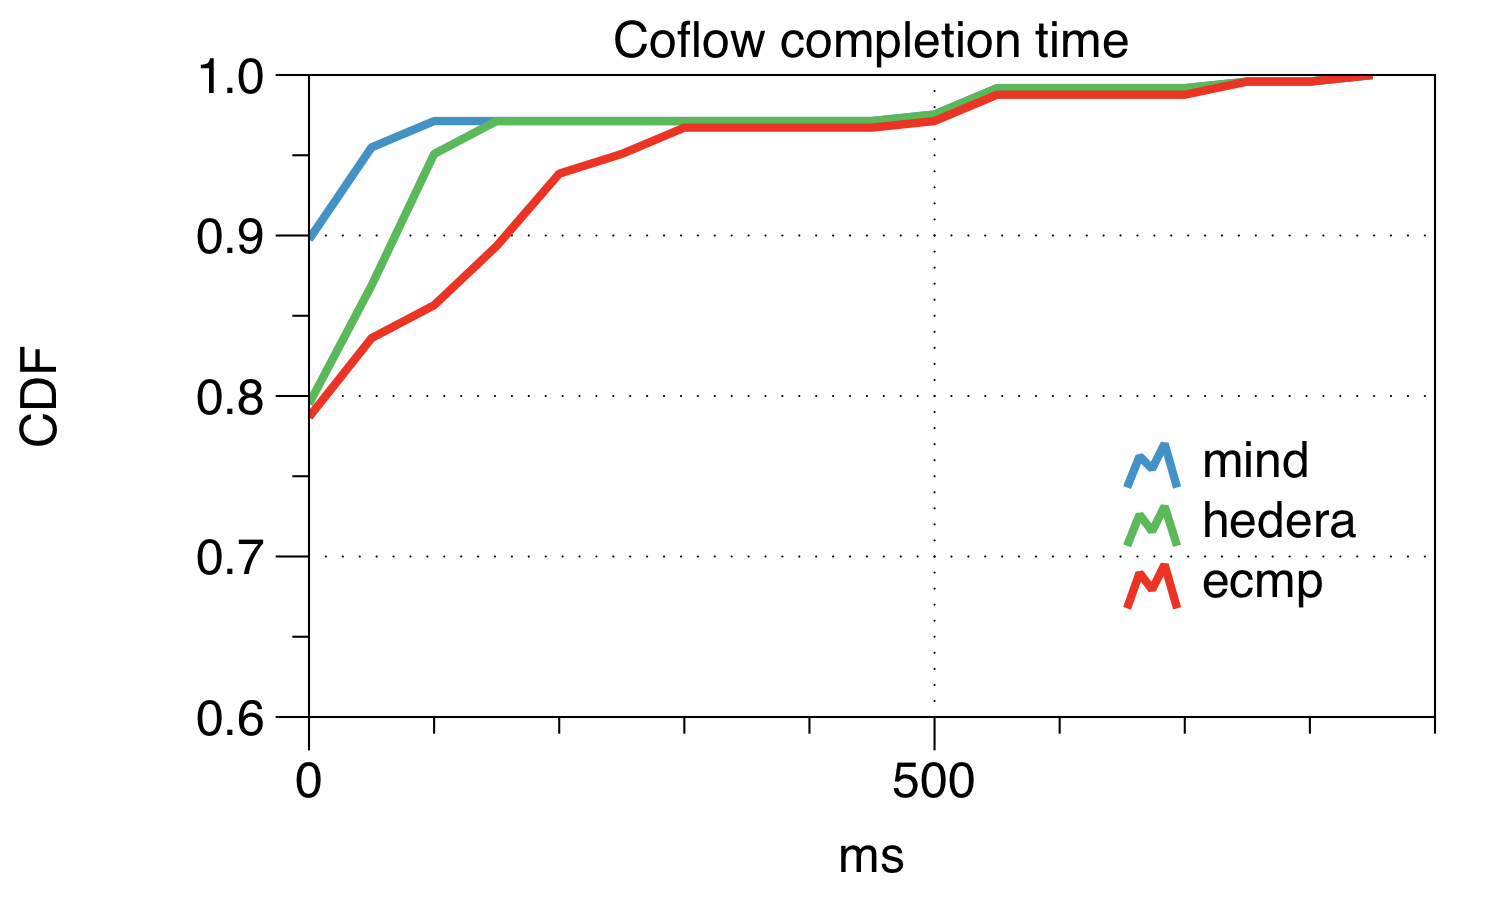 Coflow completion time
1.0
0.9
0.8
0.7
0.6
CDF
mind
hedera
ecmp
0 500
ms